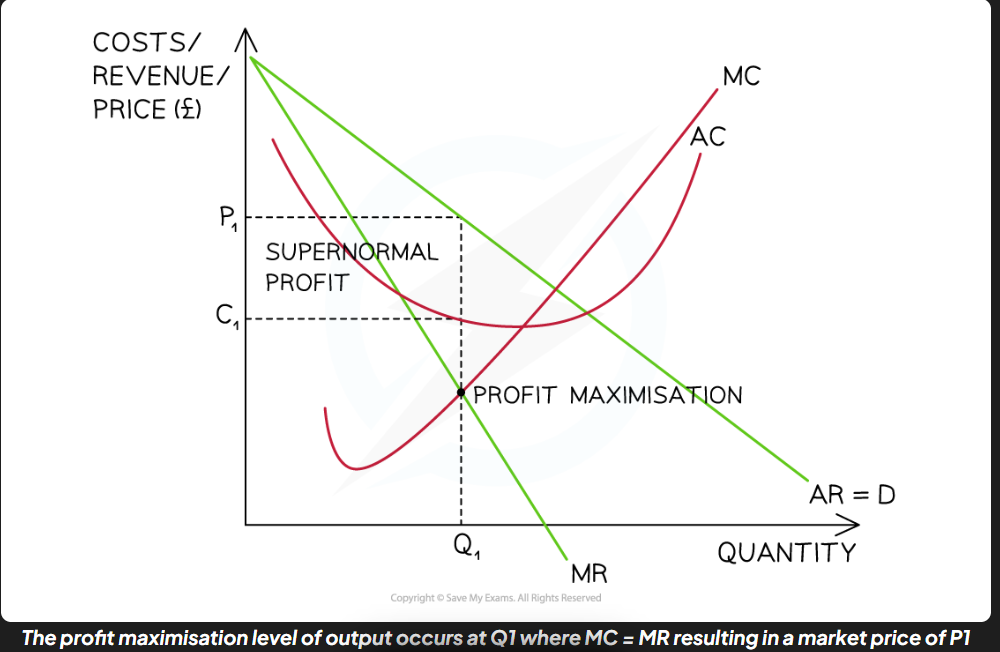 COSTS/
REVENUE/
PRICE (£)
MC
AC
P₁
SUPERNORMAL
PROFIT
C₁
PROFIT MAXIMISATION
AR = D
Q₁
QUANTITY
MR
Copyright © Save My Exams. All Rights Reserved
The profit maximisation level of output occurs at Q1 where MC = MR resulting in a market price of P1